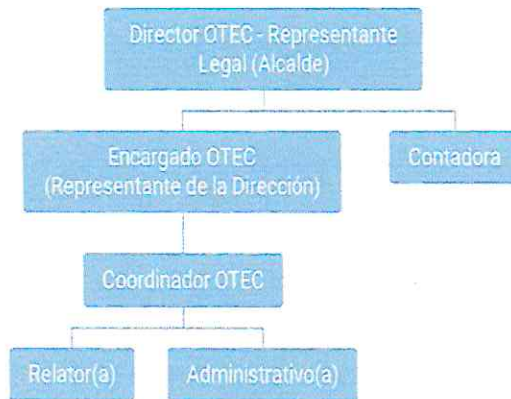 Director OTEC - Representante
Legal (Alcalde)
Encargado OTEC
(Representante de la Dirección)
Contadora
Coordinador OTEC
Relator(a)
Administrativo(a)